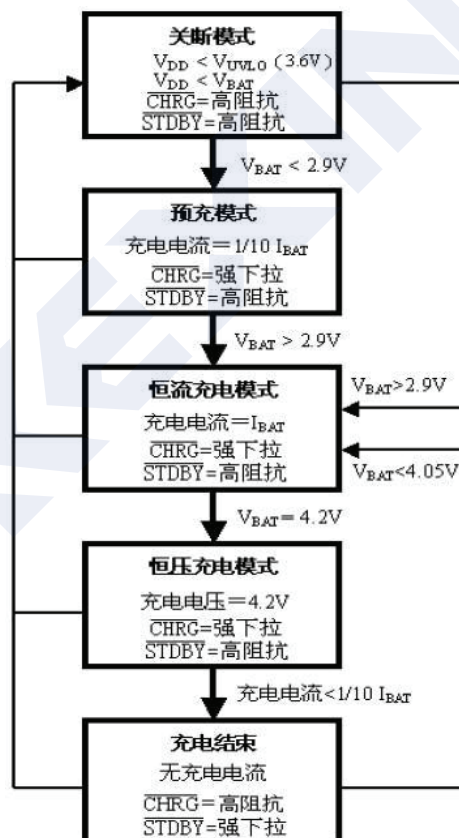 关断模式
VDD < VUVLO (3.6V)
VDD < VBAT
CHRG=高阻抗
STDBY=高阻抗
VBAT < 2.9V
预充模式
充电电流=1/10 IBAT
CHRG=强下拉
STDBY=高阻抗
VBAT > 2.9V
恒流充电模式
充电电流=IBAT
CHRG=强下拉
STDBY=高阻抗
VBAT>2.9V
VBAT<4.05V
VBAT=4.2V
恒压充电模式
充电电压=4.2V
CHRG=强下拉
STDBY=高阻抗
充电电流<1/10 IBAT
充电结束
无充电电流
CHRG=高阻抗
STDBY=强下拉